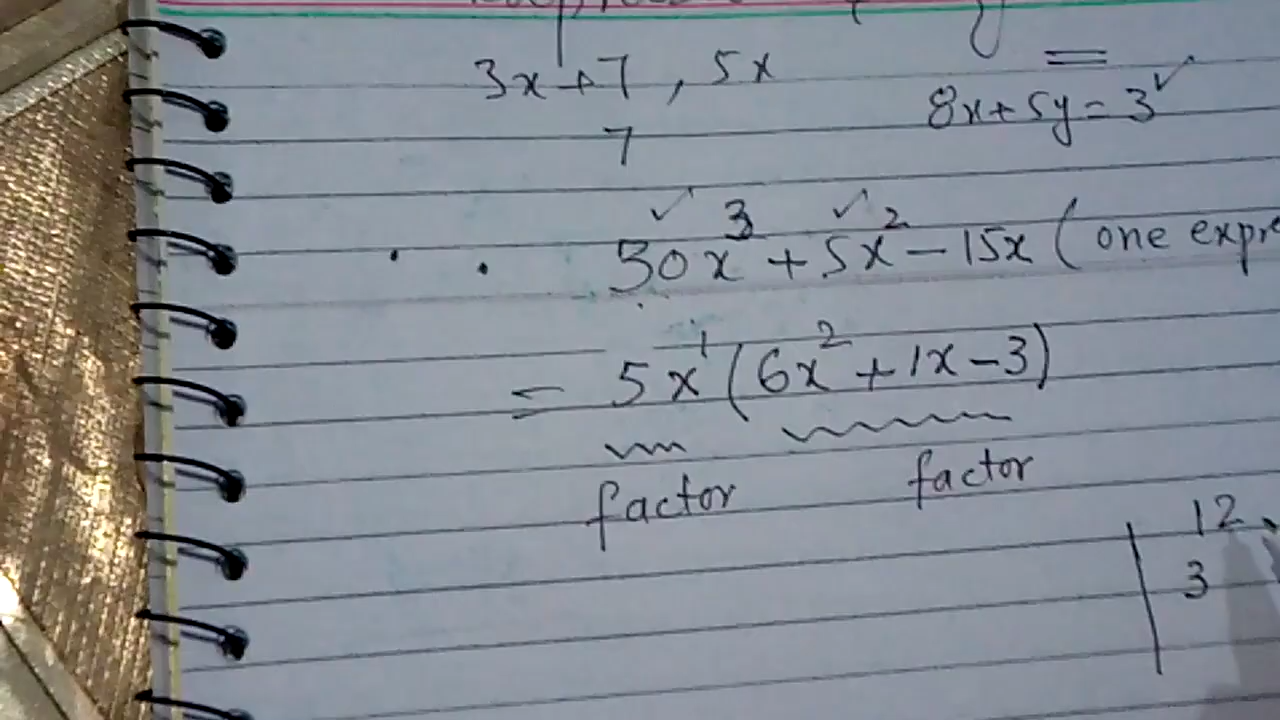 3x+7, 5x
8x+5y=3✓
7
30x³+5x²-15x (one expre
=5x¹(6x²+1x-3)
factor factor
12
3